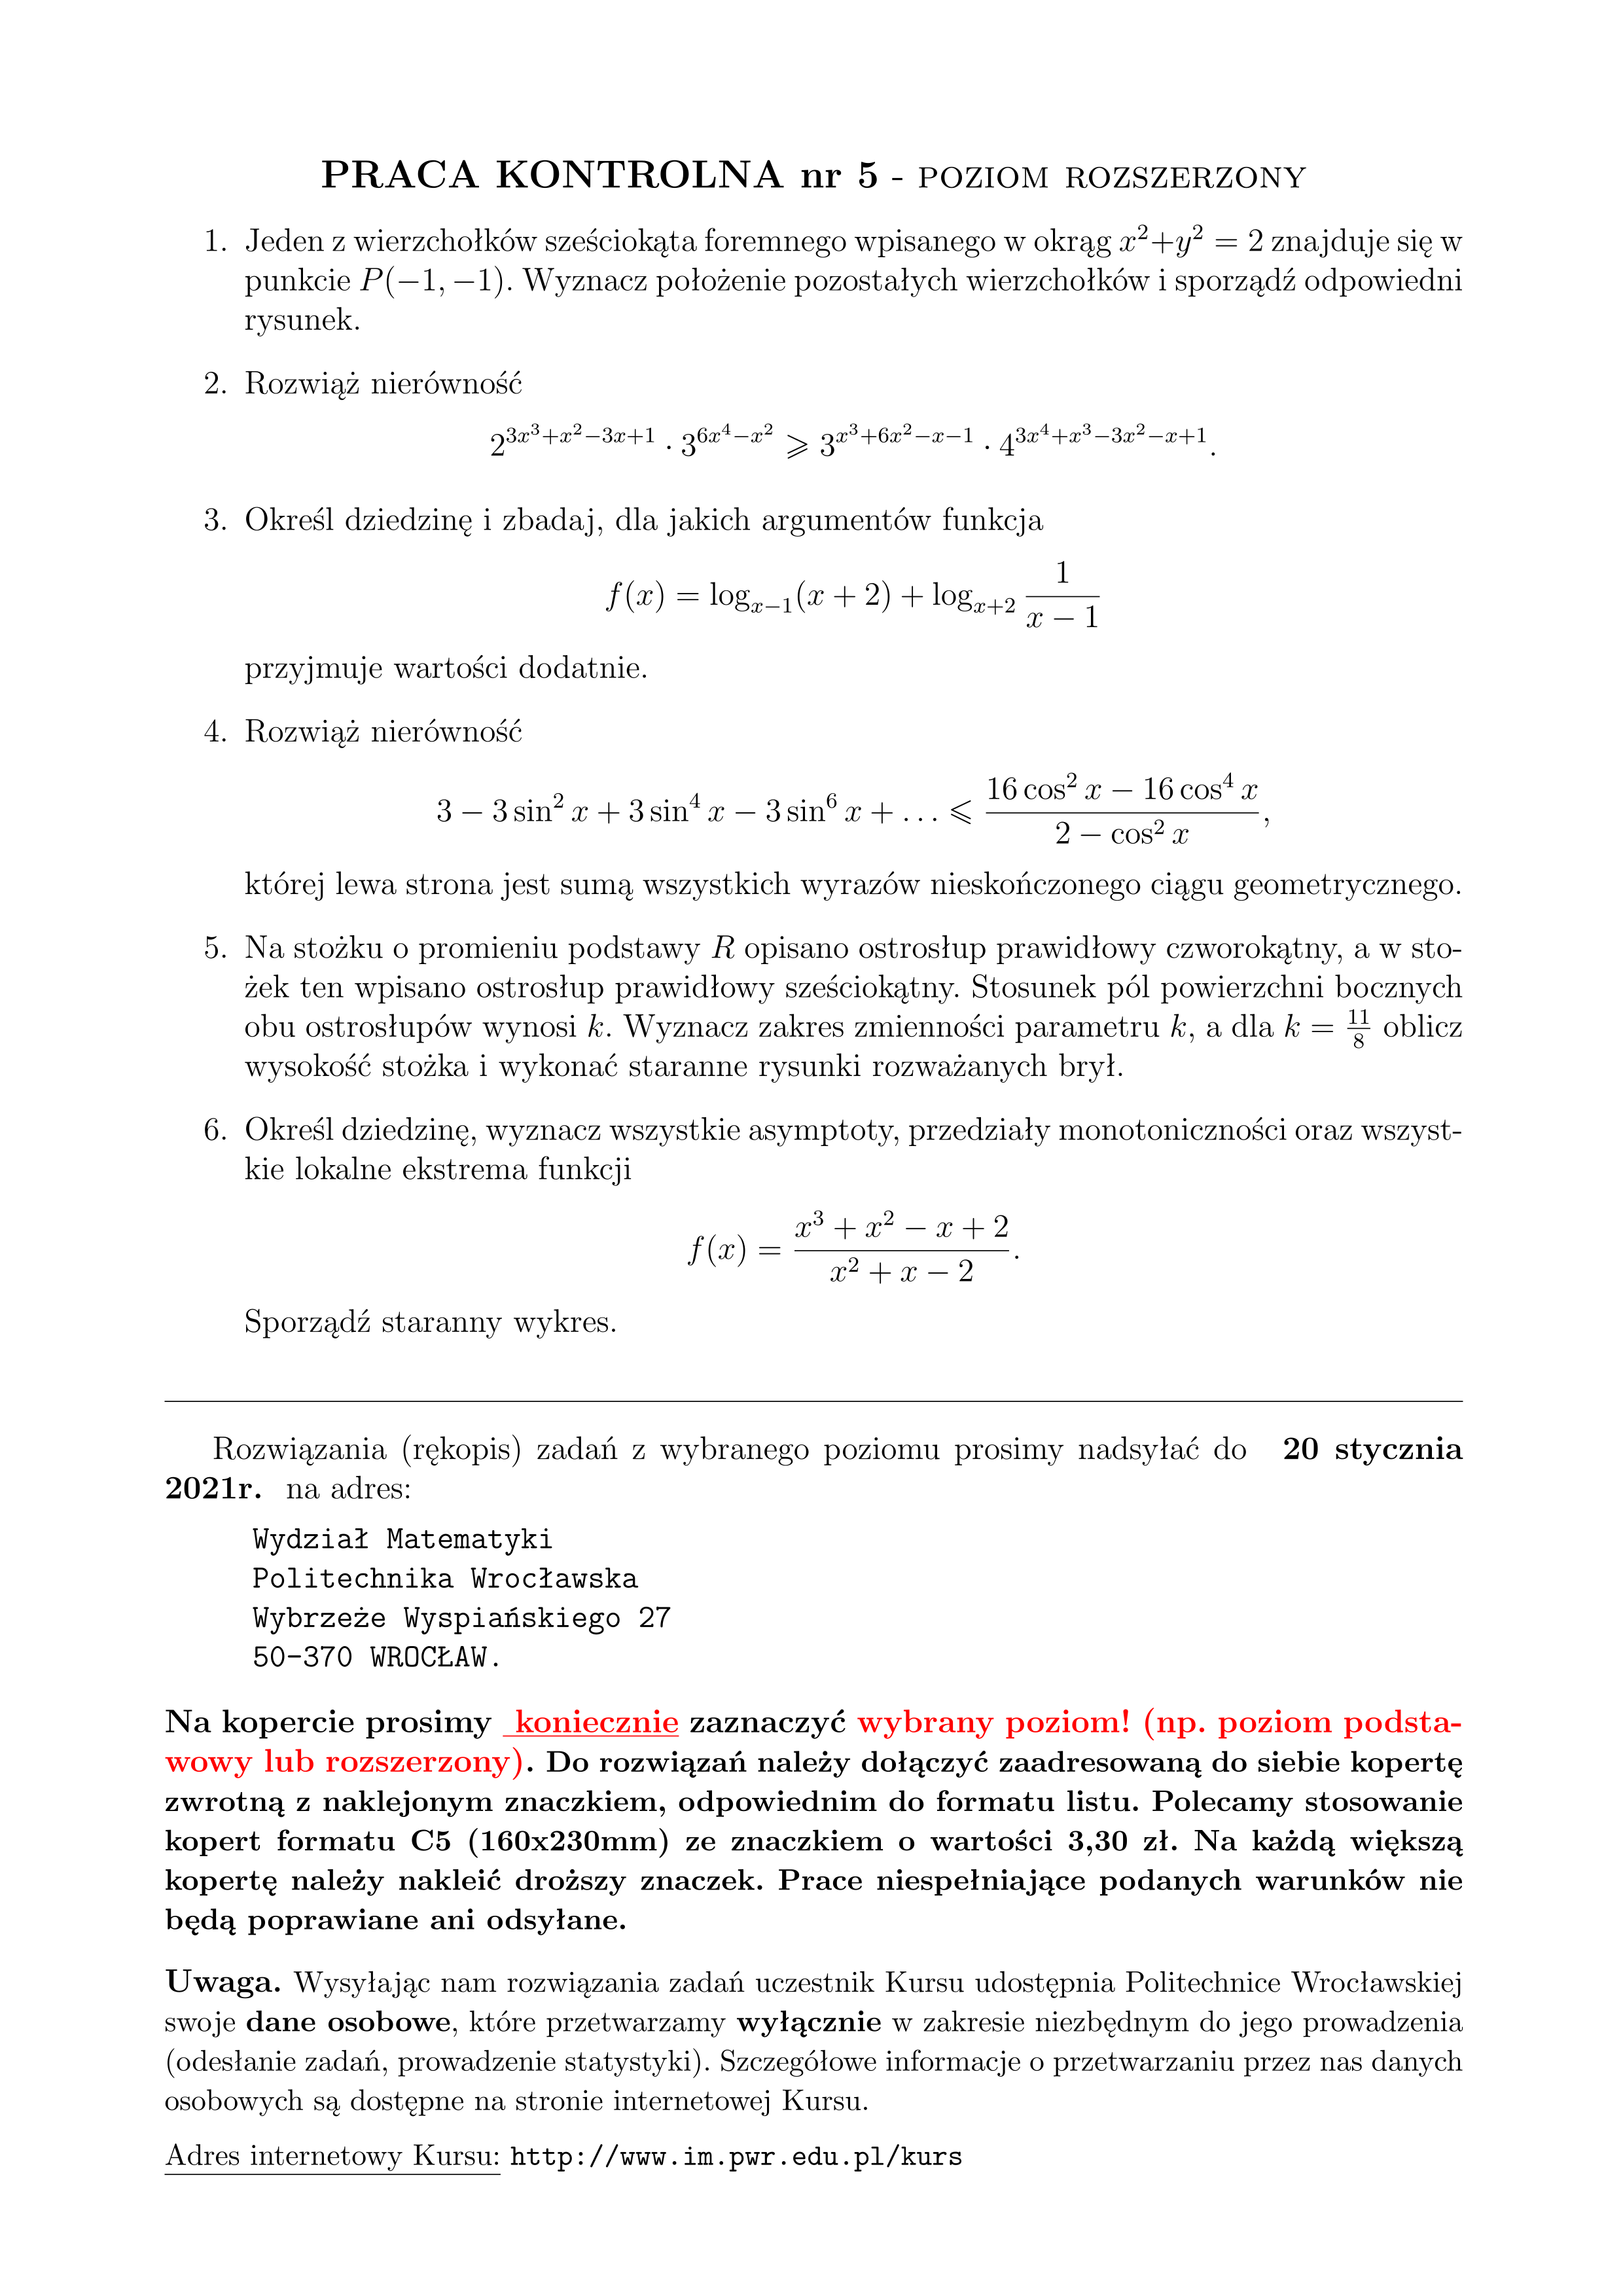 PRACA KONTROLNA nr 5 - POZIOM ROZSZERZONY
1. Jeden z wierzchołków sześciokąta foremnego wpisanego w okrąg $x^2+y^2=2$ znajduje się w
punkcie $P(-1,-1)$. Wyznacz położenie pozostałych wierzchołków i sporządź odpowiedni
rysunek.
2. Rozwiąż nierówność
$2^{3x^3+x^2-3x+1} \cdot 3^{6x^4-x^2} \geqslant 3^{x^3+6x^2-x-1} \cdot 4^{3x^4+x^3-3x^2-x+1}.$
3. Określ dziedzinę i zbadaj, dla jakich argumentów funkcja
$f(x) = \log_{x-1}(x+2) + \log_{x+2} \frac{1}{x-1}$
przyjmuje wartości dodatnie.
4. Rozwiąż nierówność
$3 - 3\sin^2 x + 3\sin^4 x - 3\sin^6 x + \ldots \leqslant \frac{16\cos^2 x - 16\cos^4 x}{2-\cos^2 x},$
której lewa strona jest sumą wszystkich wyrazów nieskończonego ciągu geometrycznego.
5. Na stożku o promieniu podstawy $R$ opisano ostrosłup prawidłowy czworokątny, a w sto-
żek ten wpisano ostrosłup prawidłowy sześciokątny. Stosunek pól powierzchni bocznych
obu ostrosłupów wynosi $k$. Wyznacz zakres zmienności parametru $k$, a dla $k = \frac{11}{8}$ oblicz
wysokość stożka i wykonać staranne rysunki rozważanych brył.
6. Określ dziedzinę, wyznacz wszystkie asymptoty, przedziały monotoniczności oraz wszyst-
kie lokalne ekstrema funkcji
$f(x) = \frac{x^3+x^2-x+2}{x^2+x-2}.$
Sporządź staranny wykres.
Rozwiązania (rękopis) zadań z wybranego poziomu prosimy nadsyłać do 20 stycznia
2021r. na adres:
Wydział Matematyki
Politechnika Wrocławska
Wybrzeże Wyspiańskiego 27
50-370 WROCŁAW.
Na kopercie prosimy koniecznie zaznaczyć wybrany poziom! (np. poziom podsta-
wowy lub rozszerzony). Do rozwiązań należy dołączyć zaadresowaną do siebie kopertę
zwrotną z naklejonym znaczkiem, odpowiednim do formatu listu. Polecamy stosowanie
kopert formatu C5 (160x230mm) ze znaczkiem o wartości 3,30 zł. Na każdą większą
kopertę należy nakleić droższy znaczek. Prace niespełniające podanych warunków nie
będą poprawiane ani odsyłane.
Uwaga. Wysyłając nam rozwiązania zadań uczestnik Kursu udostępnia Politechnice Wrocławskiej
swoje dane osobowe, które przetwarzamy wyłącznie w zakresie niezbędnym do jego prowadzenia
(odesłanie zadań, prowadzenie statystyki). Szczegółowe informacje o przetwarzaniu przez nas danych
osobowych są dostępne na stronie internetowej Kursu.
Adres internetowy Kursu: http://www.im.pwr.edu.pl/kurs